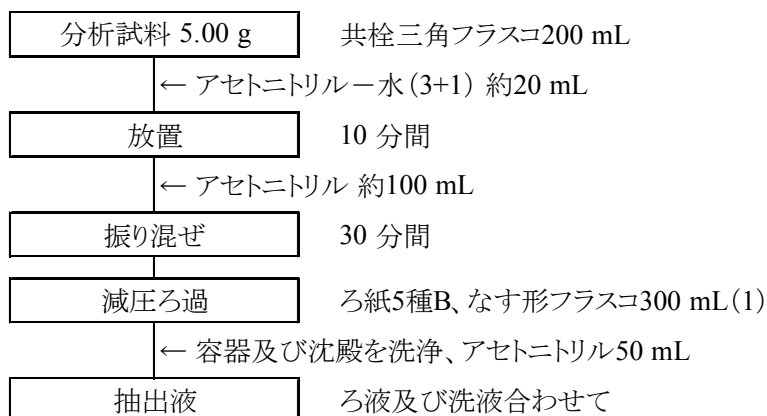 分析試料 5.00 g 共栓三角フラスコ200 mL
← アセトニトリル－水(3+1) 約20 mL
放置 10 分間
← アセトニトリル 約100 mL
振り混ぜ 30 分間
減圧ろ過 ろ紙5種B、なす形フラスコ300 mL(1)
← 容器及び沈殿を洗浄、アセトニトリル50 mL
抽出液 ろ液及び洗液合わせて